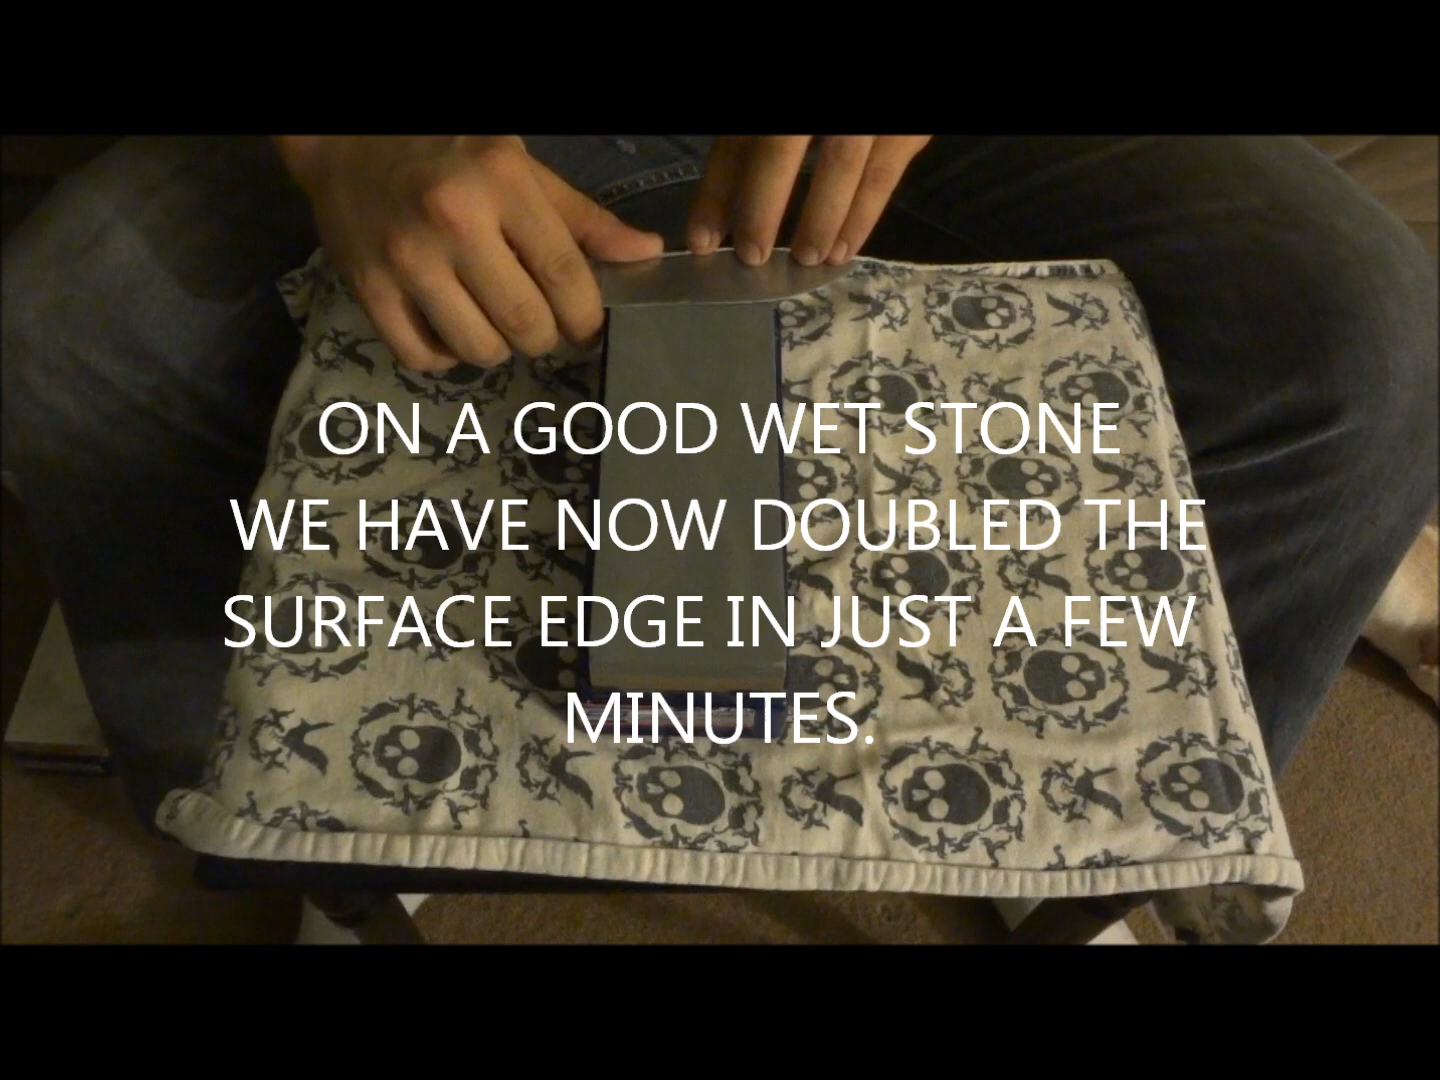 ON A GOOD WET STONE
WE HAVE NOW DOUBLED THE
SURFACE EDGE IN JUST A FEW
MINUTES.